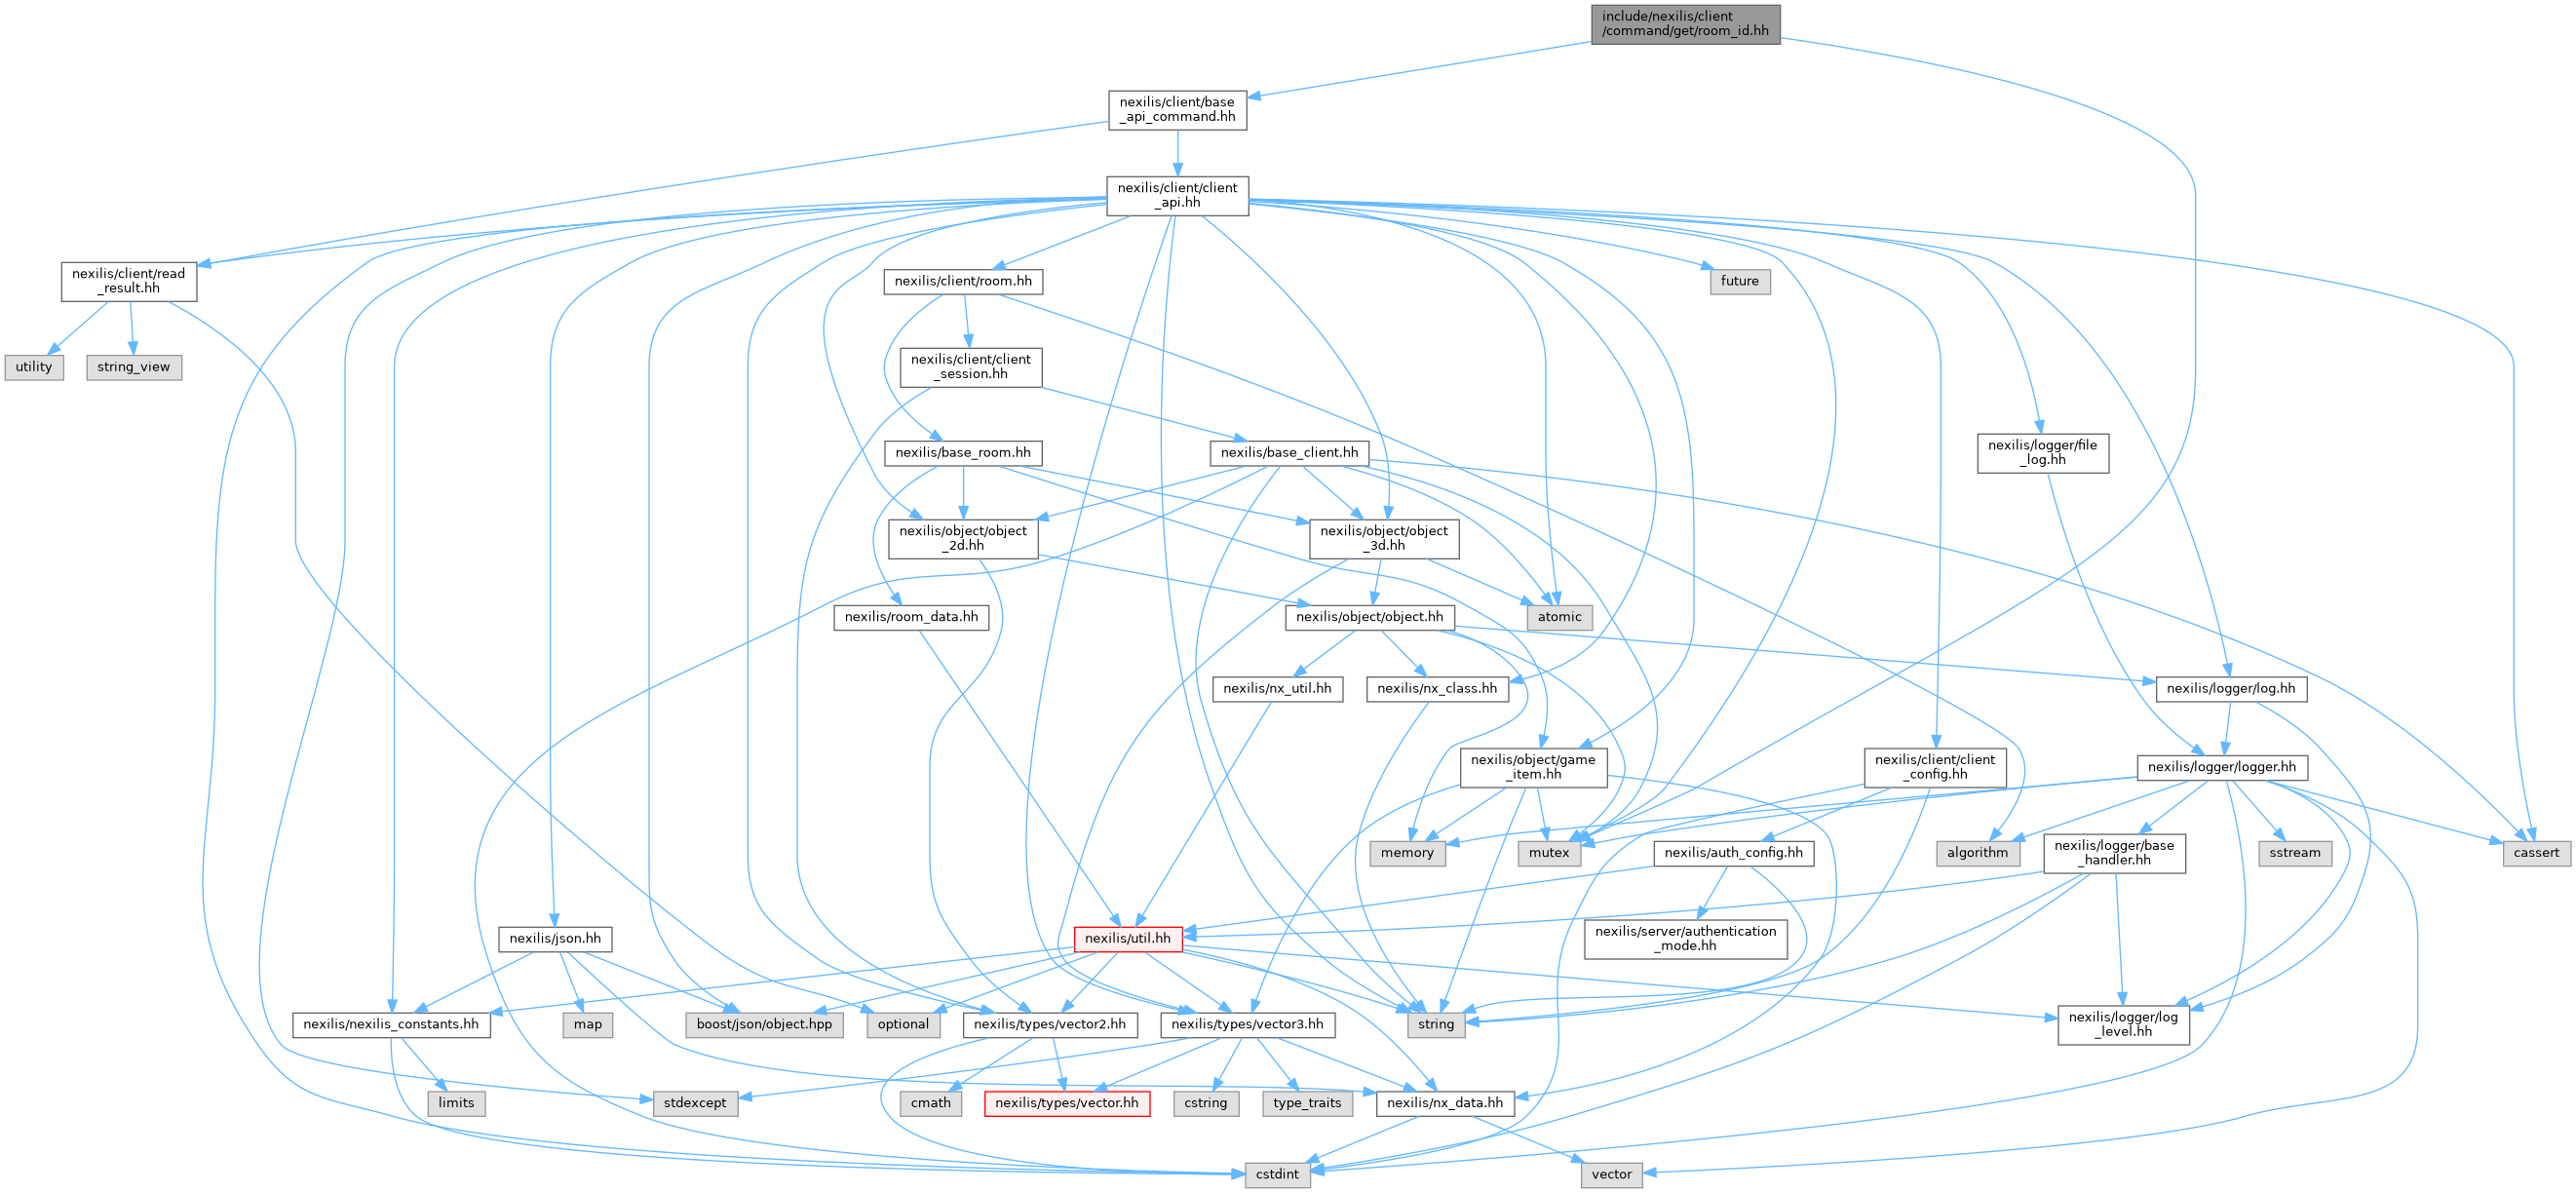 include/nexilis/client
/command/get/room_id.hh
nexilis/client/base
_api_command.hh
nexilis/client/client
_api.hh
nexilis/client/read
_result.hh
nexilis/client/room.hh
future
utility
string_view
nexilis/client/client
_session.hh
nexilis/base_room.hh
nexilis/base_client.hh
nexilis/logger/file
_log.hh
nexilis/object/object
_2d.hh
nexilis/object/object
_3d.hh
nexilis/room_data.hh
nexilis/object/object.hh
atomic
nexilis/nx_util.hh
nexilis/nx_class.hh
nexilis/logger/log.hh
nexilis/object/game
_item.hh
nexilis/client/client
_config.hh
nexilis/logger/logger.hh
memory
mutex
nexilis/auth_config.hh
algorithm
nexilis/logger/base
_handler.hh
sstream
cassert
nexilis/json.hh
nexilis/util.hh
nexilis/server/authentication
_mode.hh
nexilis/nexilis_constants.hh
map
boost/json/object.hpp
optional
nexilis/types/vector2.hh
nexilis/types/vector3.hh
string
nexilis/logger/log
_level.hh
limits
stdexcept
cmath
nexilis/types/vector.hh
cstring
type_traits
nexilis/nx_data.hh
cstdint
vector